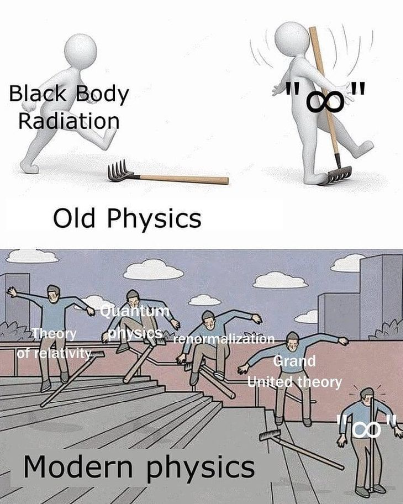 Black Body
Radiation
"∞"
Old Physics
Theory
of relativity
Quantum
physics
renormalization
Grand
United theory
"∞"
Modern physics